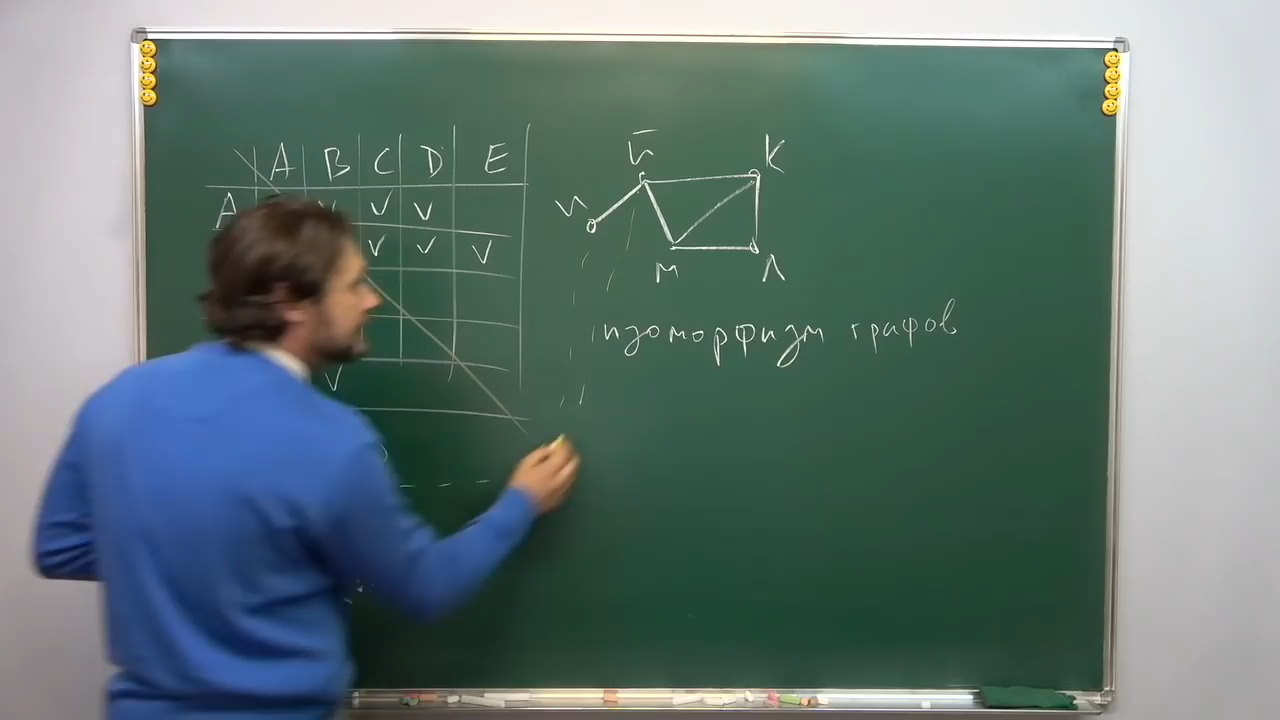 A B C D E
A V V V
V V V
V
К
М Л
изоморфизм графов